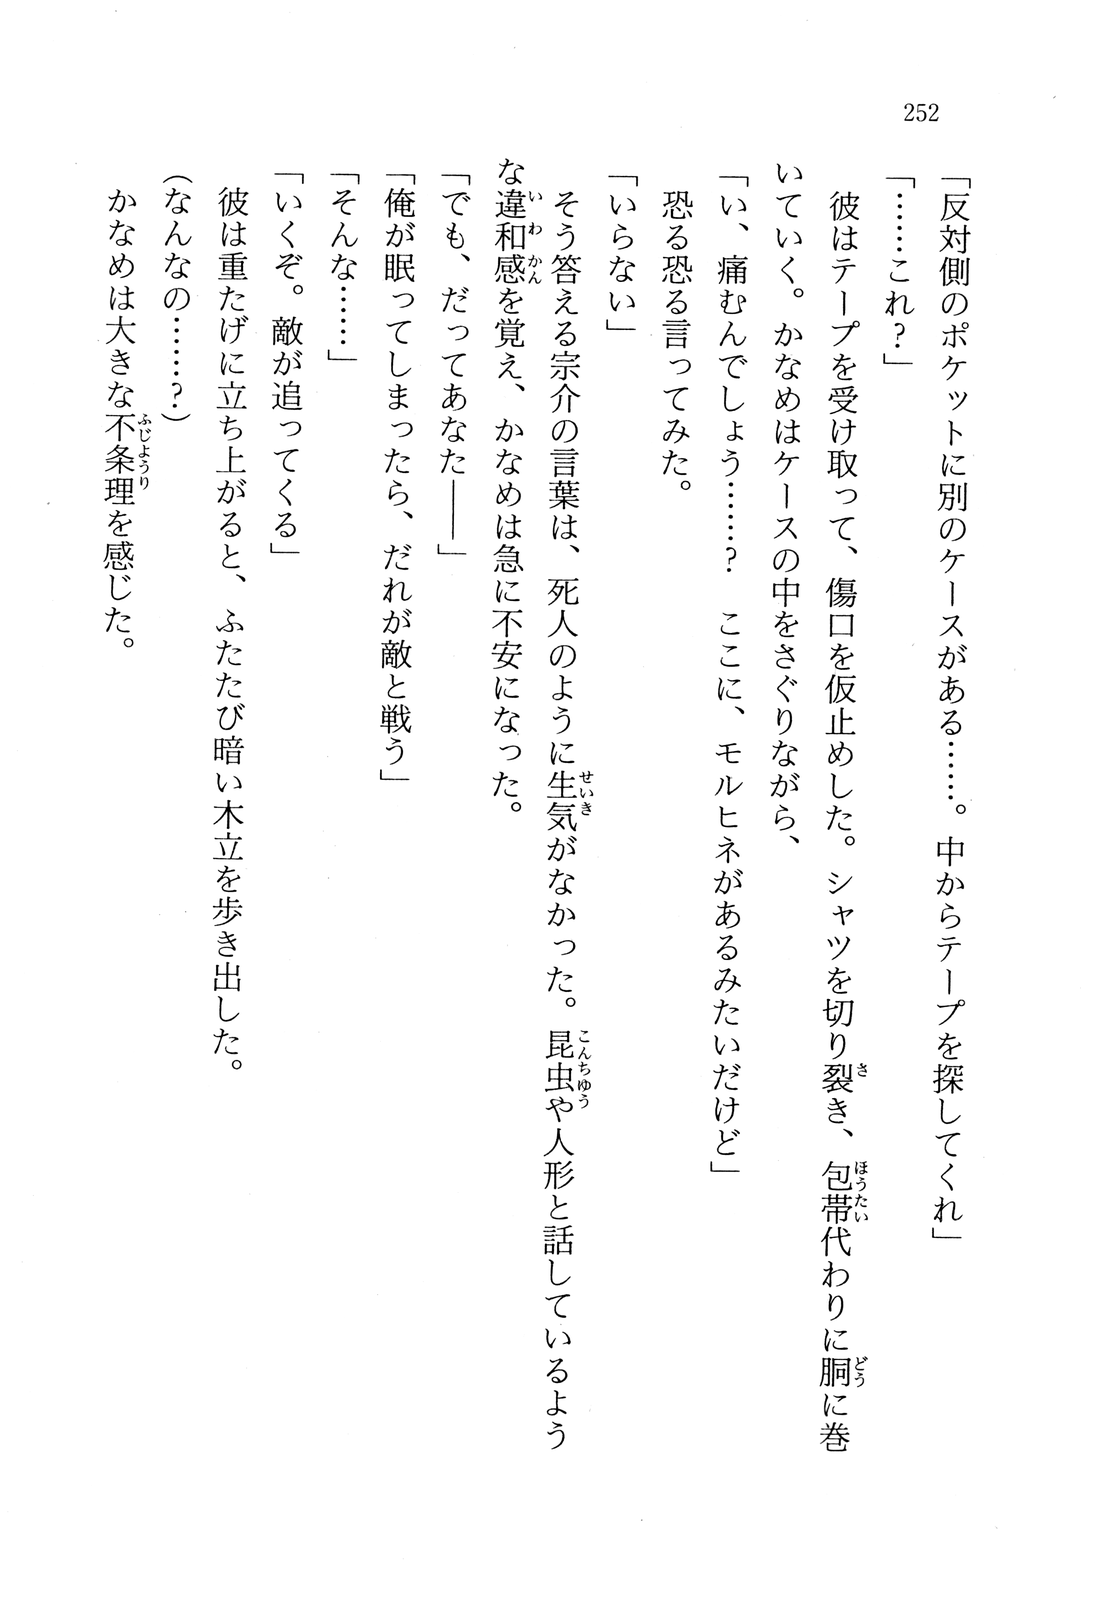 252
「反対側のポケットに別のケースがある……。中からテープを探してくれ」
「……これ？」
　彼はテープを受け取って、傷口を仮止めした。シャツを切り裂き、包帯代わりに胴に巻
いていく。かなめはケースの中をさぐりながら、
「い、痛むんでしょう……？　ここに、モルヒネがあるみたいだけど」
　恐る恐る言ってみた。
「いらない」
　そう答える宗介の言葉は、死人のように生気がなかった。昆虫や人形と話しているよう
な違和感を覚え、かなめは急に不安になった。
「でも、だってあなた――」
「俺が眠ってしまったら、だれが敵と戦う」
「そんな……」
「いくぞ。敵が追ってくる」
　彼は重たげに立ち上がると、ふたたび暗い木立を歩き出した。
（なんなの……？）
　かなめは大きな不条理を感じた。